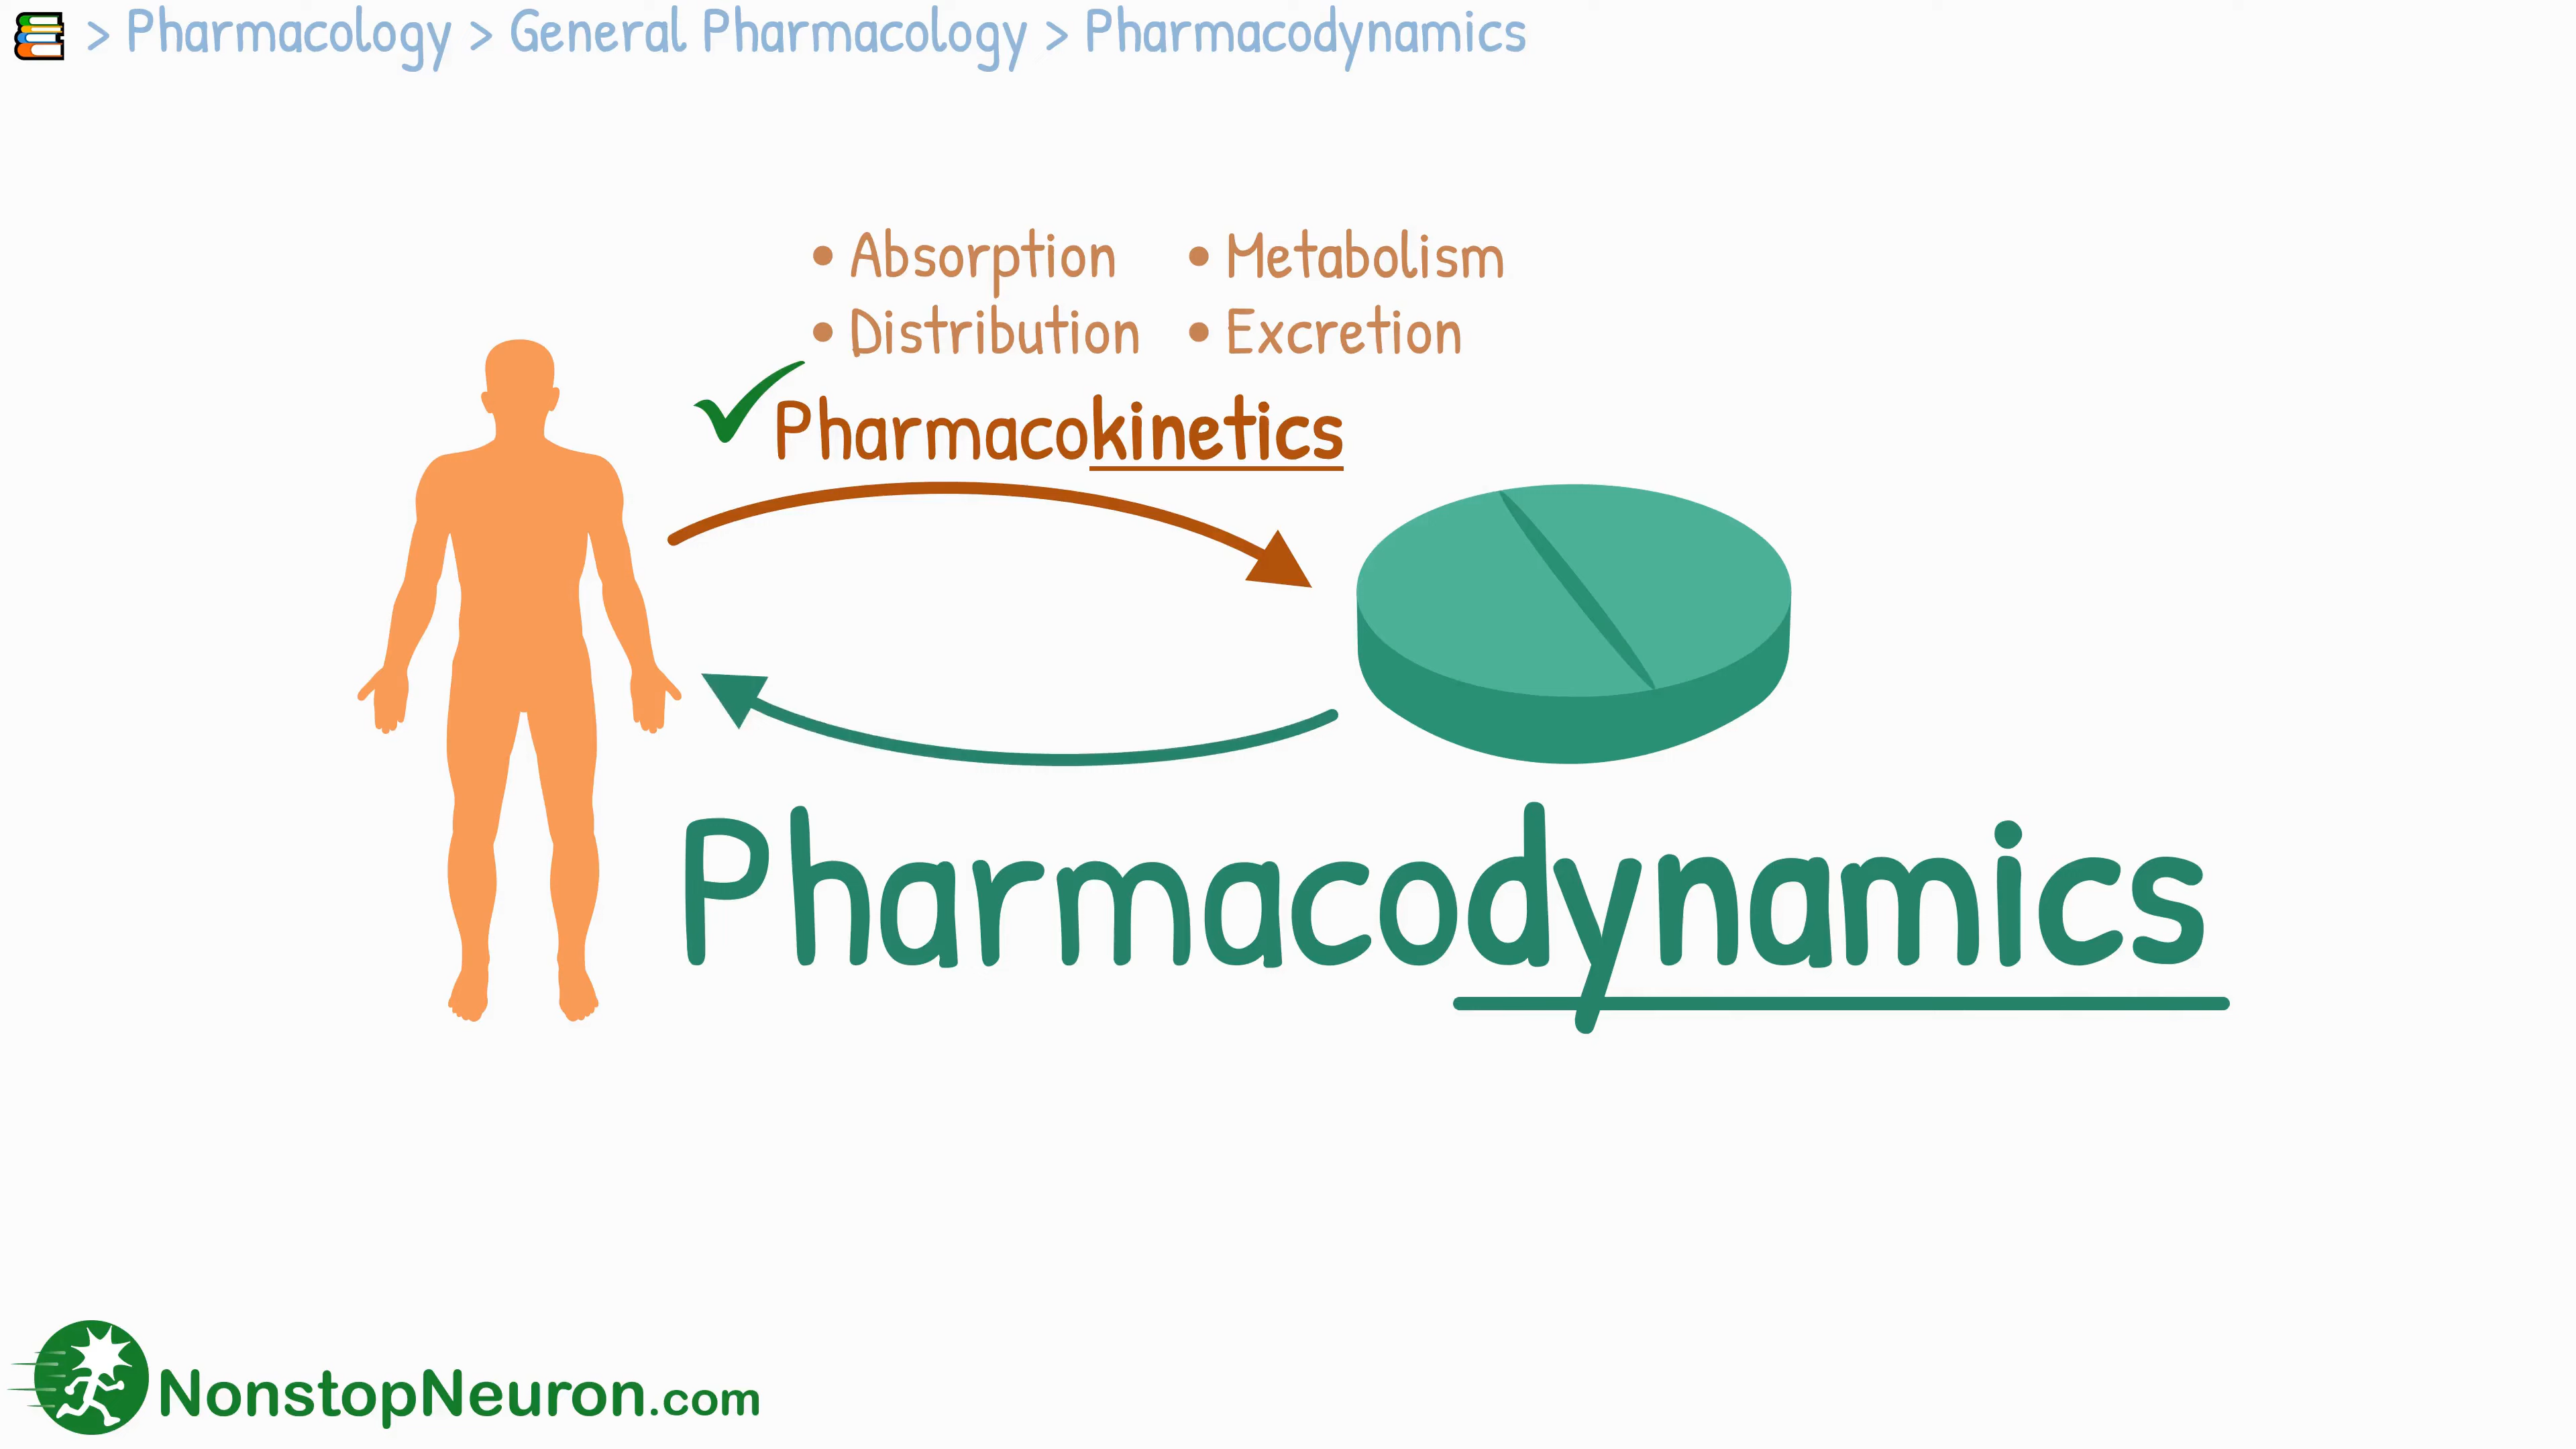 > Pharmacology > General Pharmacology > Pharmacodynamics
• Absorption • Metabolism
• Distribution • Excretion
Pharmacokinetics
Pharmacodynamics
NonstopNeuron.com